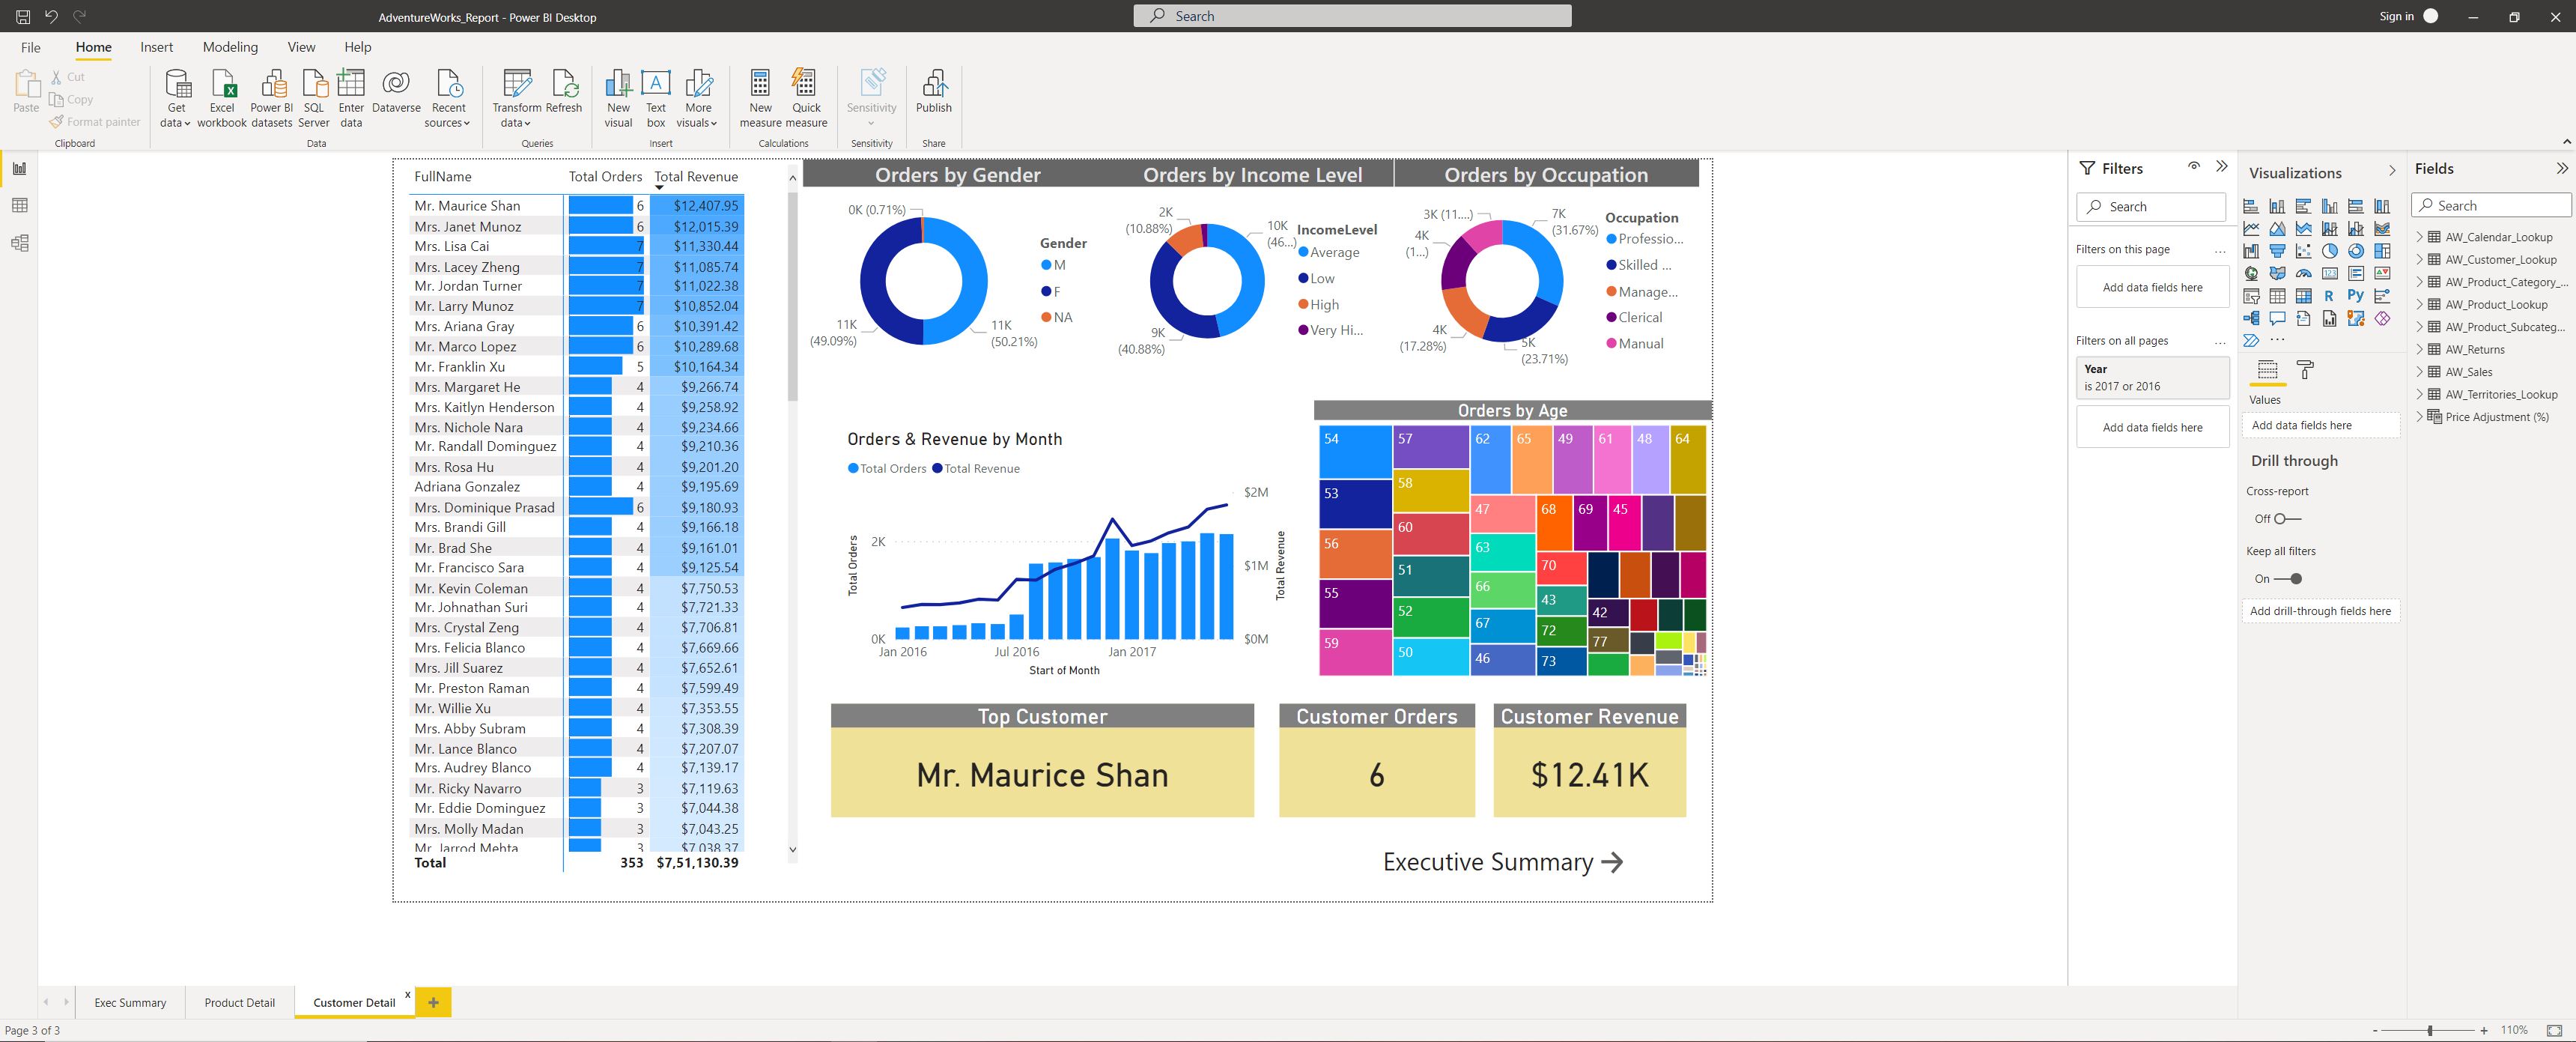 AdventureWorks_Report - Power BI Desktop
Search
Sign in
File Home Insert Modeling View Help
Paste
Cut
Copy
Format painter
Clipboard
Get data
Excel workbook
Power BI datasets
SQL Server
Enter data
Dataverse
Recent sources
Data
Transform data
Refresh
Queries
New visual
Text box
More visuals
Insert
New measure
Quick measure
Calculations
Sensitivity
Sensitivity
Publish
Share
FullName Total Orders Total Revenue
Mr. Maurice Shan 6 $12,407.95
Mrs. Janet Munoz 6 $12,015.39
Mrs. Lisa Cai 7 $11,330.44
Mrs. Lacey Zheng 7 $11,085.74
Mr. Jordan Turner 7 $11,022.38
Mr. Larry Munoz 7 $10,852.04
Mrs. Ariana Gray 6 $10,391.42
Mr. Marco Lopez 6 $10,289.68
Mr. Franklin Xu 5 $10,164.34
Mrs. Margaret He 4 $9,266.74
Mrs. Kaitlyn Henderson 4 $9,258.92
Mrs. Nichole Nara 4 $9,234.66
Mr. Randall Dominguez 4 $9,210.36
Mrs. Rosa Hu 4 $9,201.20
Adriana Gonzalez 4 $9,195.69
Mrs. Dominique Prasad 6 $9,180.93
Mrs. Brandi Gill 4 $9,166.18
Mr. Brad She 4 $9,161.01
Mr. Francisco Sara 4 $9,125.54
Mr. Kevin Coleman 4 $7,750.53
Mr. Johnathan Suri 4 $7,721.33
Mrs. Crystal Zeng 4 $7,706.81
Mrs. Felicia Blanco 4 $7,669.66
Mrs. Jill Suarez 4 $7,652.61
Mr. Preston Raman 4 $7,599.49
Mr. Willie Xu 4 $7,353.55
Mrs. Abby Subram 4 $7,308.39
Mr. Lance Blanco 4 $7,207.07
Mrs. Audrey Blanco 4 $7,139.17
Mr. Ricky Navarro 3 $7,119.63
Mr. Eddie Dominguez 3 $7,044.38
Mrs. Molly Madan 3 $7,043.25
Mr. Jarrod Mehta 3 $7,038.37
Total 353 $7,51,130.39
Orders by Gender
0K (0.71%)
11K
(49.09%)
11K
(50.21%)
Gender
M
F
NA
Orders by Income Level
2K
(10.88%)
10K
(46...)
9K
(40.88%)
IncomeLevel
Average
Low
High
Very Hi...
Orders by Occupation
3K (11....)
7K
(31.67%)
4K
(1...)
4K
(17.28%)
5K
(23.71%)
Occupation
Professio...
Skilled ...
Manage...
Clerical
Manual
Orders & Revenue by Month
Total Orders Total Revenue
$2M
2K
$1M
0K
$0M
Total Orders
Total Revenue
Jan 2016 Jul 2016 Jan 2017
Start of Month
Orders by Age
54 57 62 65 49 61 48 64
53 58
56 60 47 68 69 45
55 51 63 70
59 52 66 43 42
50 67 72 77
46 73
Top Customer
Mr. Maurice Shan
Customer Orders
6
Customer Revenue
$12.41K
Executive Summary
Filters
Search
Filters on this page ...
Add data fields here
Filters on all pages ...
Year
is 2017 or 2016
Add data fields here
Visualizations
R Py
...
Values
Add data fields here
Drill through
Cross-report
Off
Keep all filters
On
Add drill-through fields here
Fields
Search
AW_Calendar_Lookup
AW_Customer_Lookup
AW_Product_Category_...
AW_Product_Lookup
AW_Product_Subcateg...
AW_Returns
AW_Sales
AW_Territories_Lookup
Price Adjustment (%)
Exec Summary Product Detail Customer Detail x +
Page 3 of 3
- + 110%